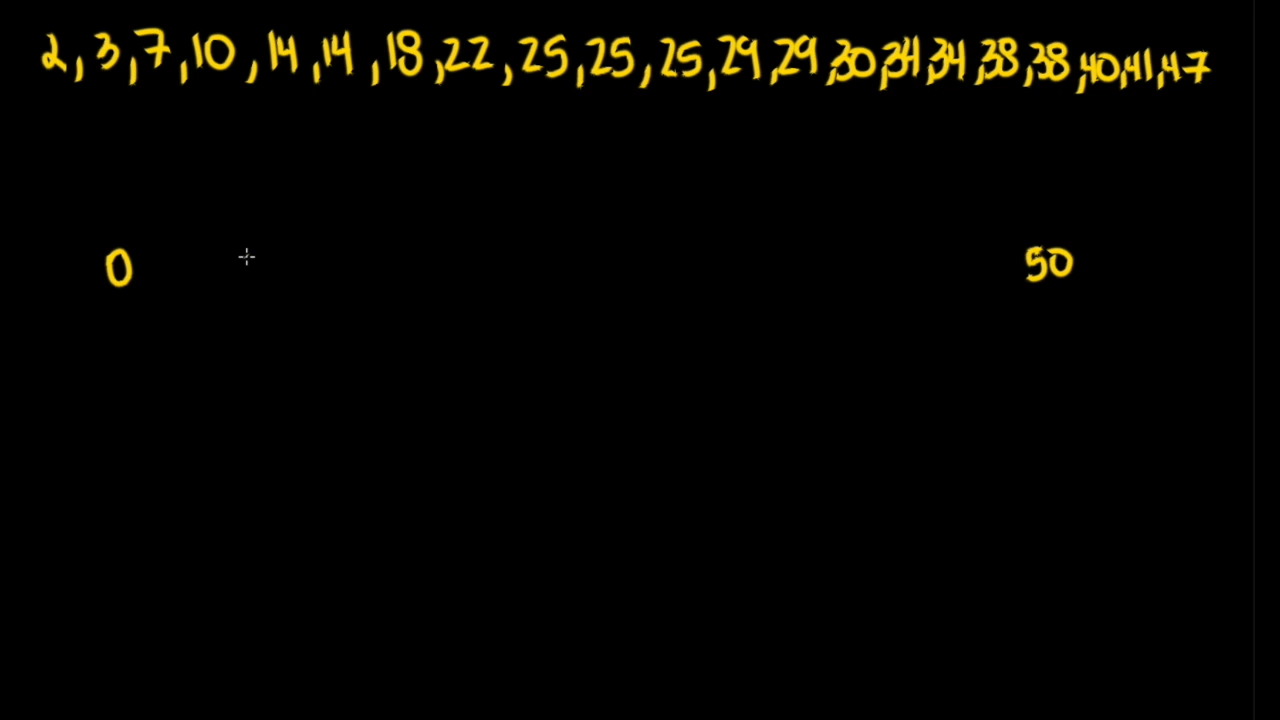 2, 3, 7, 10, 14, 14, 18, 22, 25, 25, 25, 29, 29, 30, 34, 34, 38, 38, 40, 41, 47
0 50